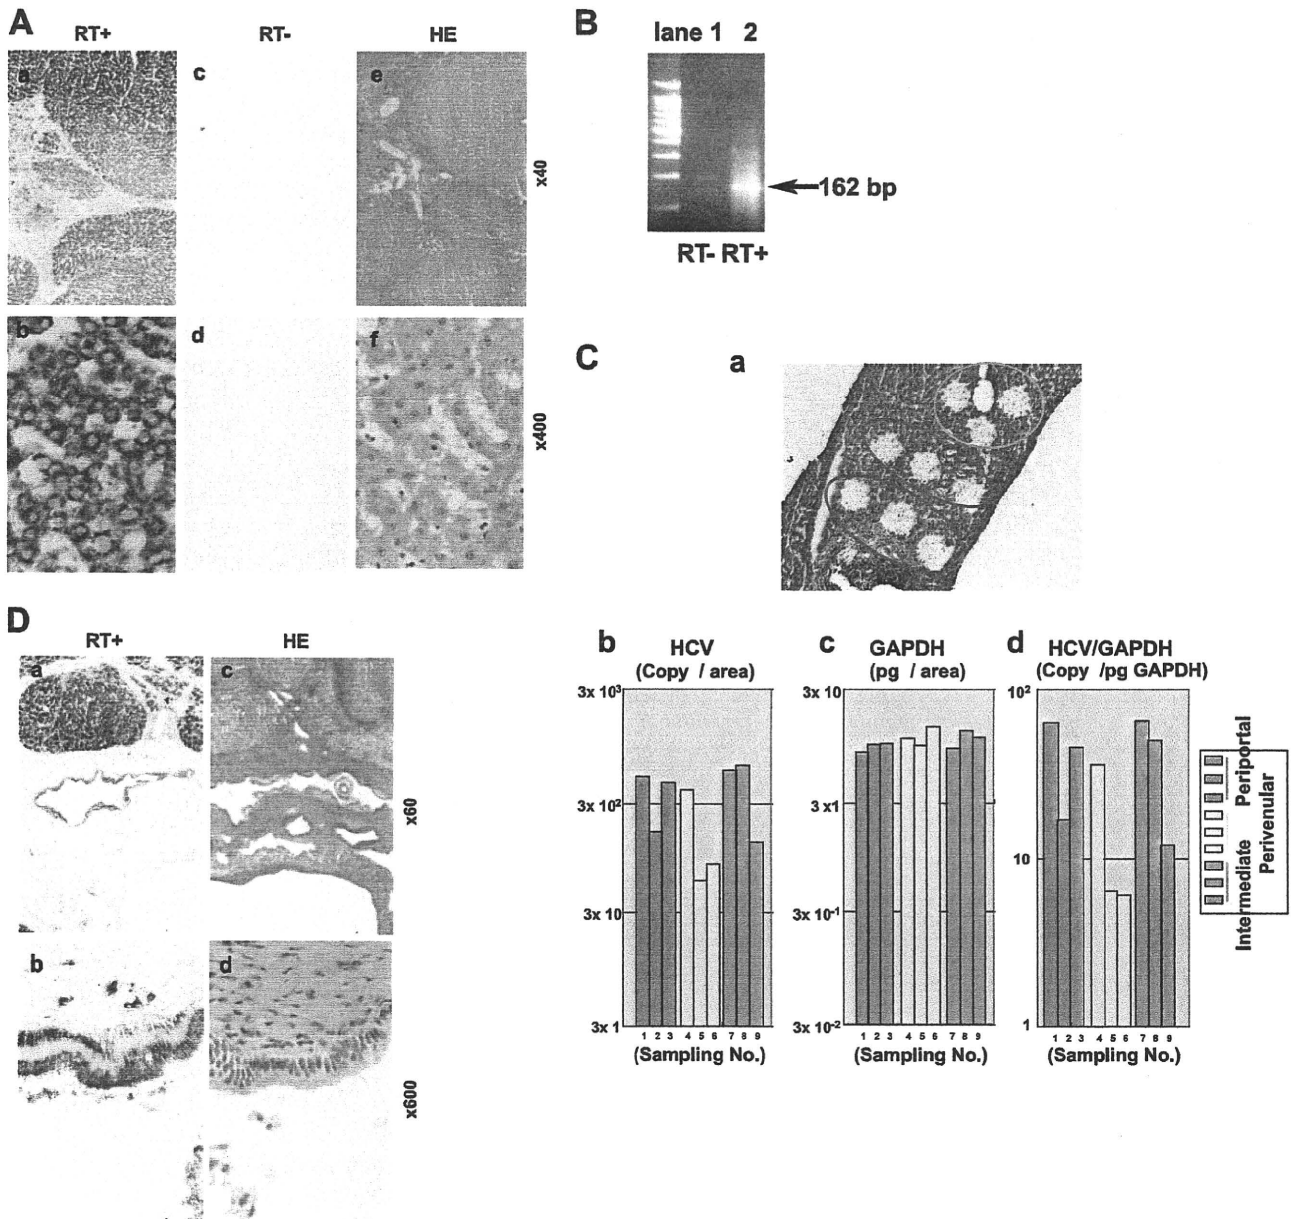 A
RT+
RT-
HE
a
c
e
x40
b
d
f
x400
B
lane 1 2
162 bp
RT- RT+
C
a
D
RT+
HE
a
c
x60
b
d
x600
b
HCV
(Copy / area)
3x 10³
3x 10²
3x 10
3x 1
1 2 3 4 5 6 7 8 9
(Sampling No.)
c
GAPDH
(pg / area)
3x 10
3 x1
3x 10⁻¹
3x 10⁻²
1 2 3 4 5 6 7 8 9
(Sampling No.)
d
HCV/GAPDH
(Copy /pg GAPDH)
10²
10
1
1 2 3 4 5 6 7 8 9
(Sampling No.)
Periportal
Perivenular
Intermediate